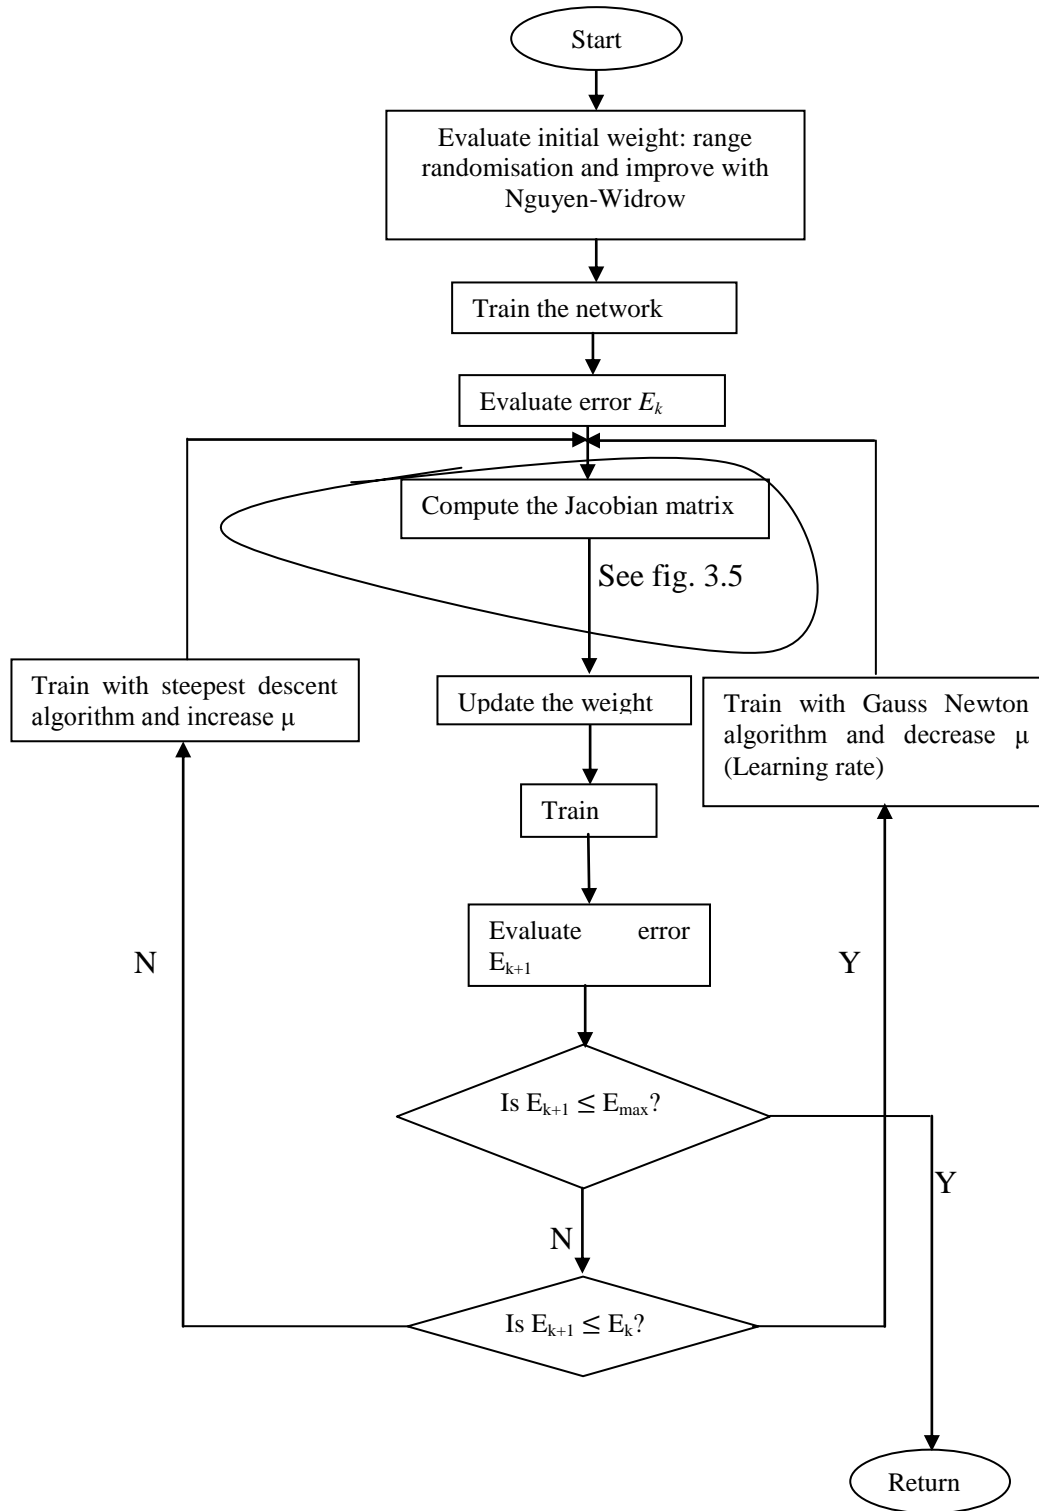 Start
Evaluate initial weight: range
randomisation and improve with
Nguyen-Widrow
Train the network
Evaluate error Eₖ
Compute the Jacobian matrix
See fig. 3.5
Train with steepest descent
algorithm and increase μ
Update the weight
Train with Gauss Newton
algorithm and decrease μ
(Learning rate)
Train
Evaluate error
Eₖ₊₁
N
Y
Is Eₖ₊₁ ≤ Eₘₐₓ?
Y
N
Is Eₖ₊₁ ≤ Eₖ?
Return